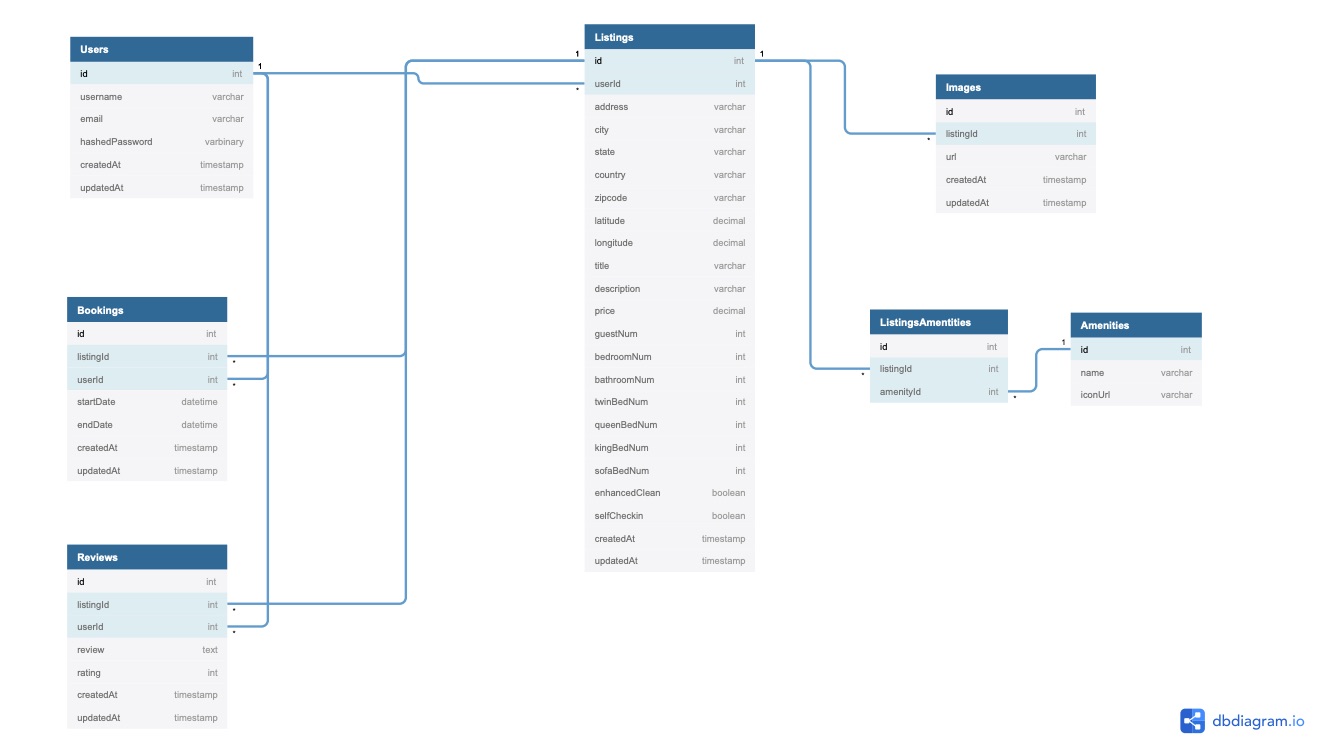 Users
id int
username varchar
email varchar
hashedPassword varbinary
createdAt timestamp
updatedAt timestamp
1
Bookings
id int
listingId int
*
userId int
*
startDate datetime
endDate datetime
createdAt timestamp
updatedAt timestamp
Reviews
id int
listingId int
*
userId int
*
review text
rating int
createdAt timestamp
updatedAt timestamp
Listings
1 id int 1
userId int
*
address varchar
city varchar
state varchar
country varchar
zipcode varchar
latitude decimal
longitude decimal
title varchar
description varchar
price decimal
guestNum int
bedroomNum int
bathroomNum int
twinBedNum int
queenBedNum int
kingBedNum int
sofaBedNum int
enhancedClean boolean
selfCheckin boolean
createdAt timestamp
updatedAt timestamp
Images
id int
listingId int
*
url varchar
createdAt timestamp
updatedAt timestamp
ListingsAmentities
id int
listingId int
*
amenityId int
*
Amenities
1 id int
name varchar
iconUrl varchar
dbdiagram.io